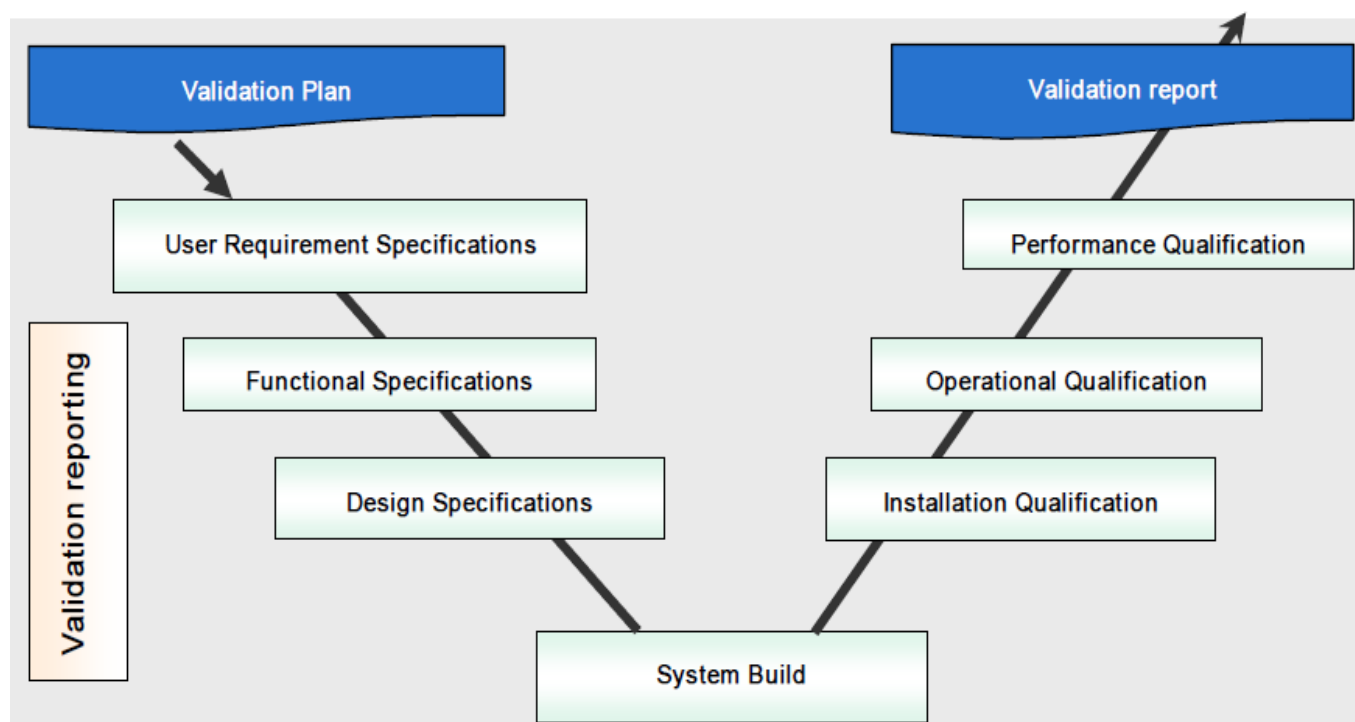 Validation Plan
Validation report
User Requirement Specifications
Performance Qualification
Validation reporting
Functional Specifications
Operational Qualification
Design Specifications
Installation Qualification
System Build